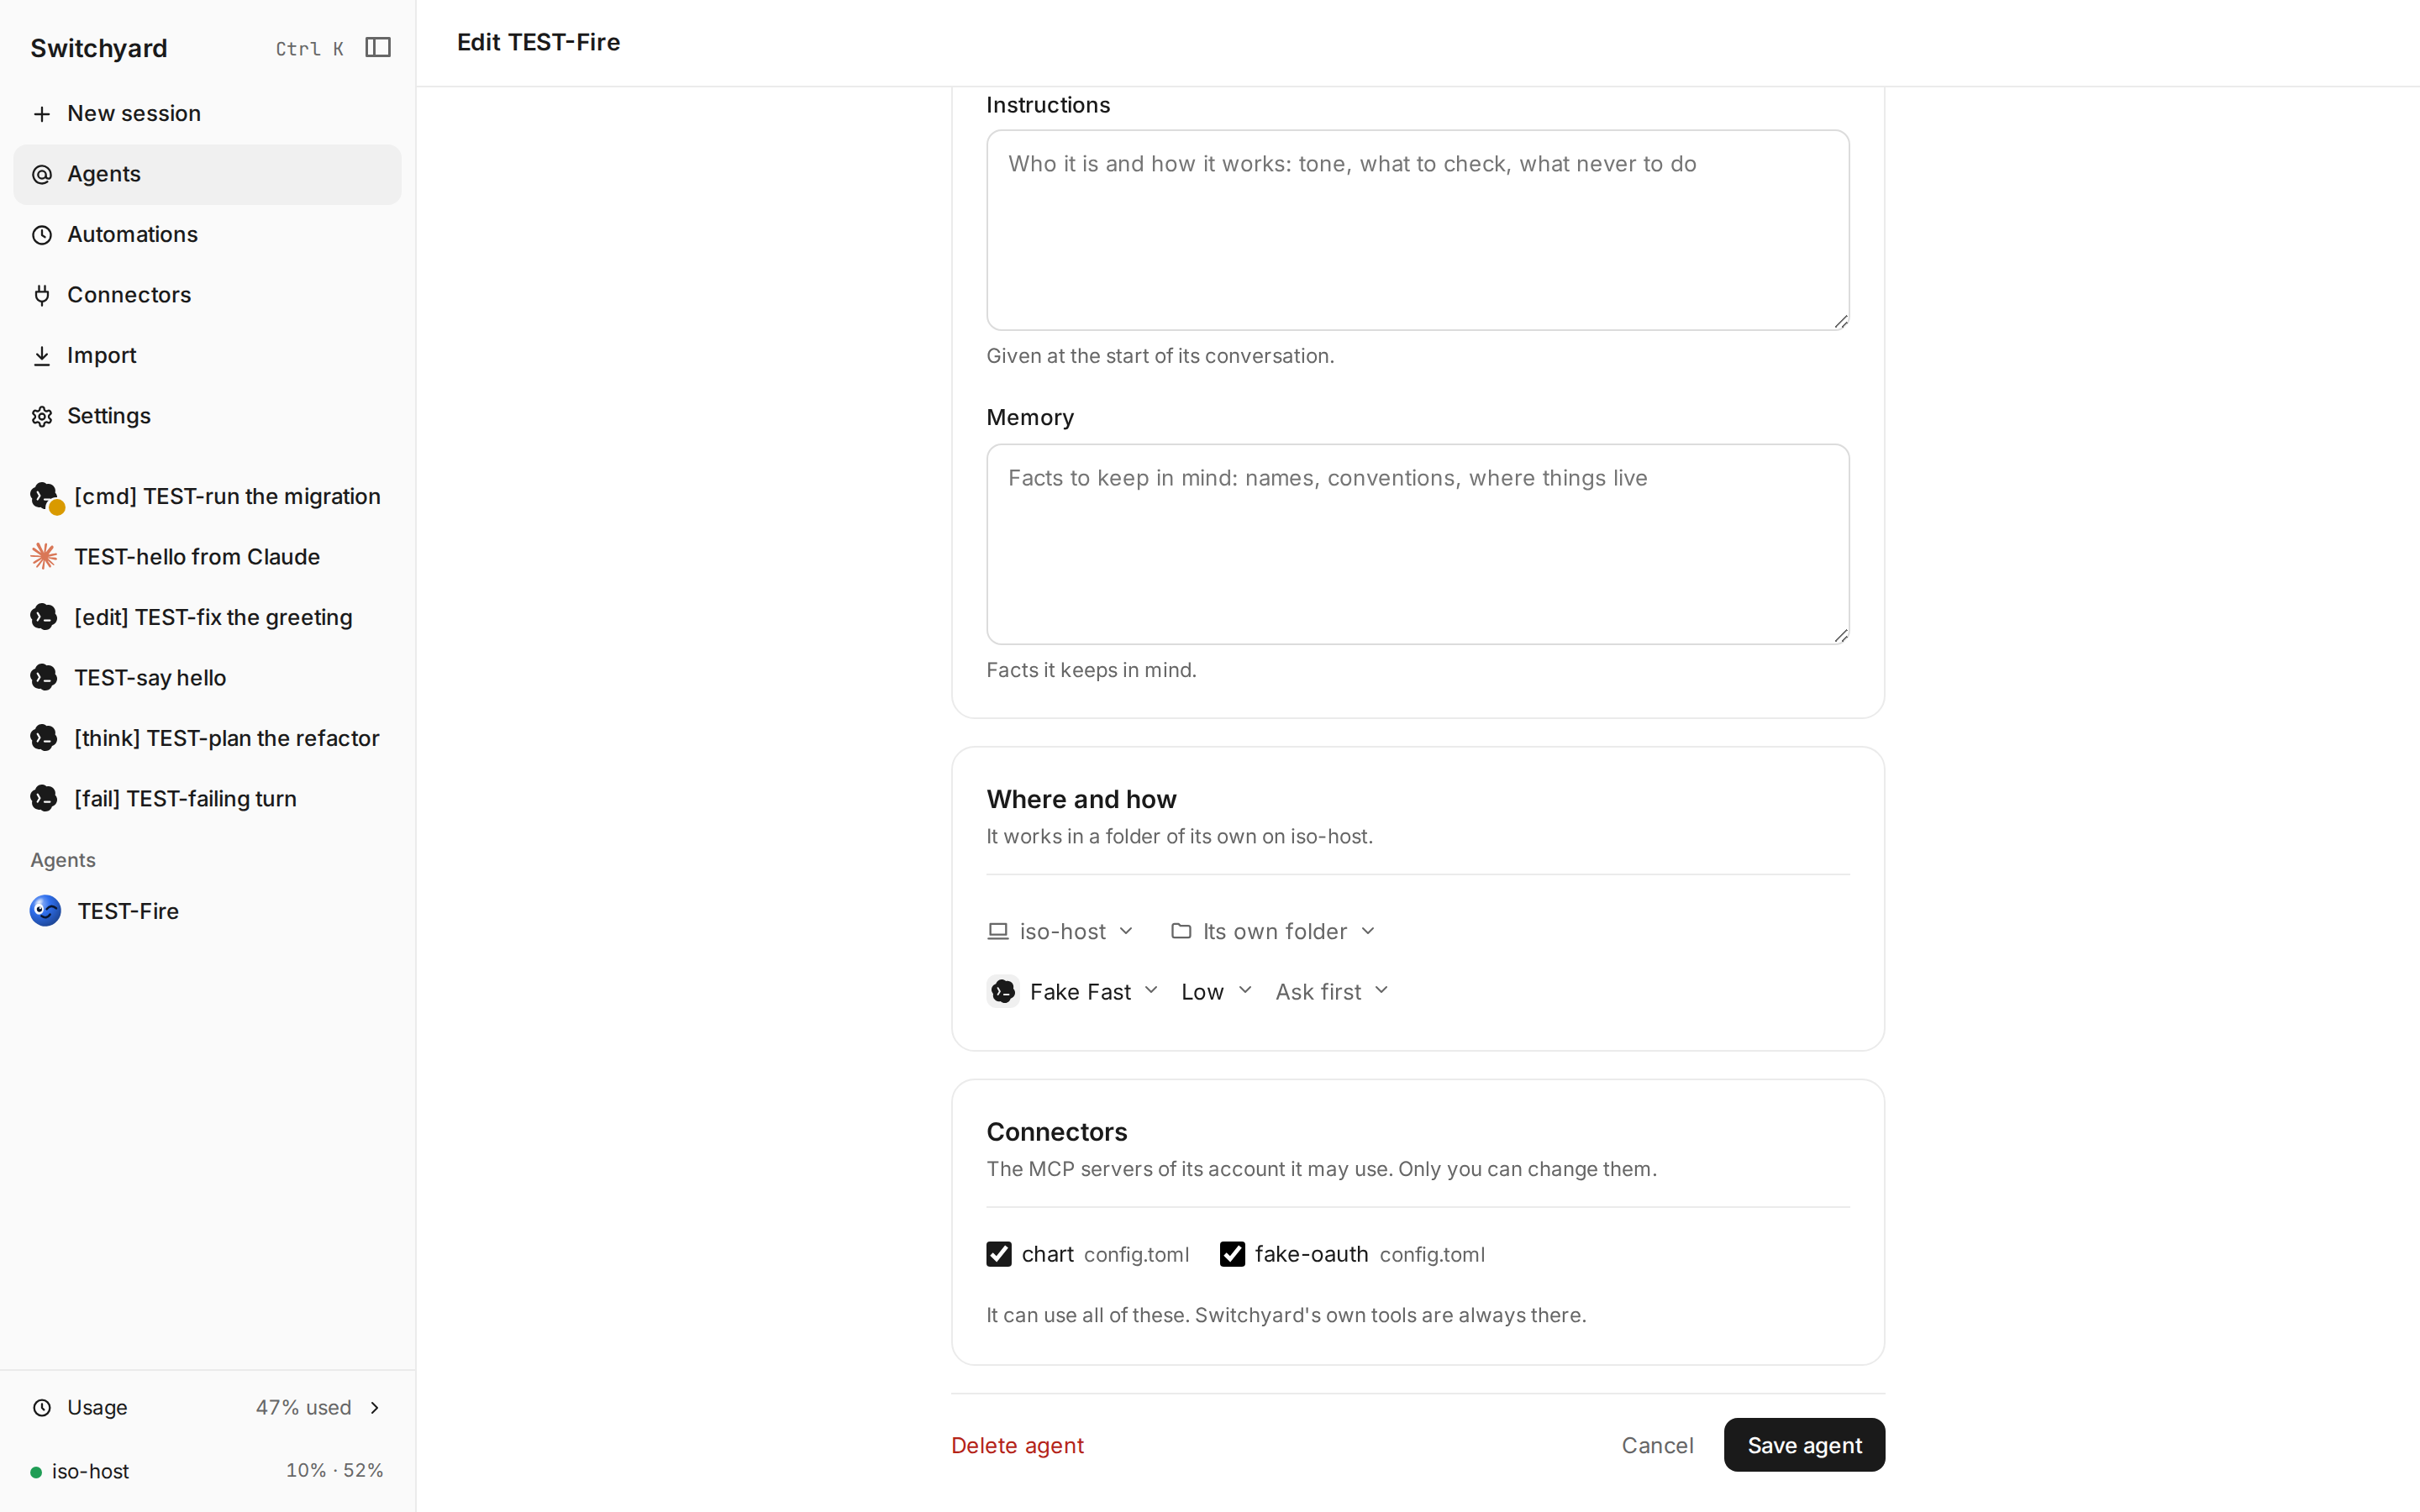 Switchyard
Ctrl K
New session
Agents
Automations
Connectors
Import
Settings
[cmd] TEST-run the migration
TEST-hello from Claude
[edit] TEST-fix the greeting
TEST-say hello
[think] TEST-plan the refactor
[fail] TEST-failing turn
Agents
TEST-Fire
Usage 47% used
iso-host 10% · 52%
Edit TEST-Fire
Instructions
Who it is and how it works: tone, what to check, what never to do
Given at the start of its conversation.
Memory
Facts to keep in mind: names, conventions, where things live
Facts it keeps in mind.
Where and how
It works in a folder of its own on iso-host.
iso-host Its own folder
Fake Fast Low Ask first
Connectors
The MCP servers of its account it may use. Only you can change them.
chart config.toml fake-oauth config.toml
It can use all of these. Switchyard's own tools are always there.
Delete agent Cancel Save agent